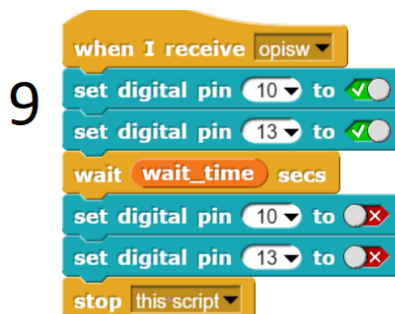 9
when I receive opisw
set digital pin 10 to
set digital pin 13 to
wait wait_time secs
set digital pin 10 to
set digital pin 13 to
stop this script